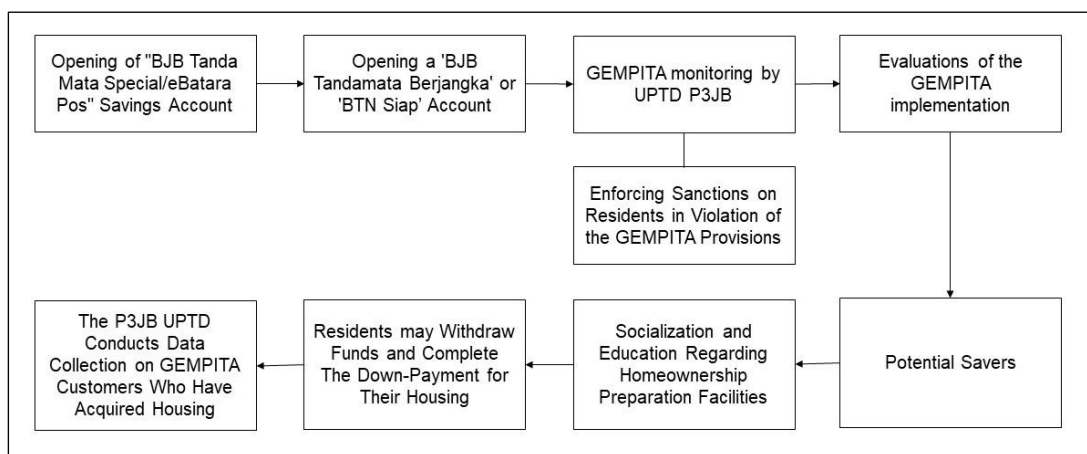 Opening of "BJB Tanda
Mata Special/eBatara
Pos" Savings Account
Opening a 'BJB
Tandamata Berjangka' or
'BTN Siap' Account
GEMPITA monitoring by
UPTD P3JB
Evaluations of the
GEMPITA
implementation
Enforcing Sanctions on
Residents in Violation of
the GEMPITA Provisions
Potential Savers
Socialization and
Education Regarding
Homeownership
Preparation Facilities
Residents may Withdraw
Funds and Complete
The Down-Payment for
Their Housing
The P3JB UPTD
Conducts Data
Collection on GEMPITA
Customers Who Have
Acquired Housing